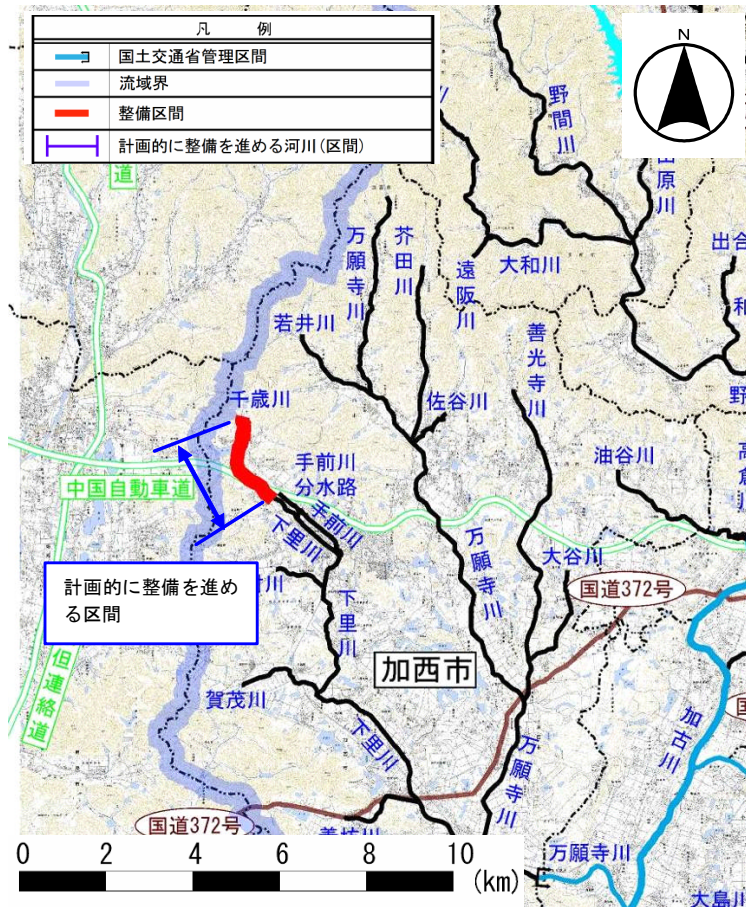 凡 例
国土交通省管理区間
流域界
整備区間
計画的に整備を進める河川(区間)
N
道
野間川
万願寺川
芥田川
遠阪川
大和川
出合
和
野
若井川
善光寺川
千歳川
佐谷川
手前川
分水路
油谷川
中国自動車道
手前川
下里川
万願寺川
大谷川
計画的に整備を進め
る区間
下里川
国道372号
加西市
但連絡道
賀茂川
下里川
加古川
万願寺川
国道372号
国
万願寺川
大島川
0 2 4 6 8 10
(km)